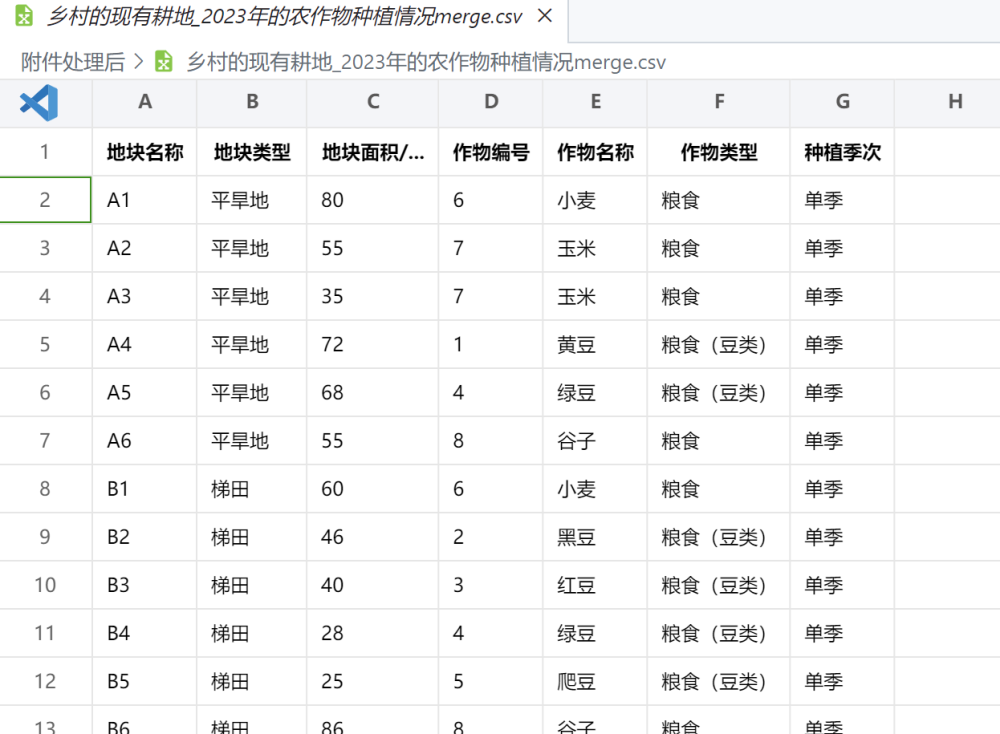 乡村的现有耕地_2023年的农作物种植情况merge.csv
附件处理后 > 乡村的现有耕地_2023年的农作物种植情况merge.csv
A B C D E F G H
1 地块名称 地块类型 地块面积/... 作物编号 作物名称 作物类型 种植季次
2 A1 平旱地 80 6 小麦 粮食 单季
3 A2 平旱地 55 7 玉米 粮食 单季
4 A3 平旱地 35 7 玉米 粮食 单季
5 A4 平旱地 72 1 黄豆 粮食（豆类） 单季
6 A5 平旱地 68 4 绿豆 粮食（豆类） 单季
7 A6 平旱地 55 8 谷子 粮食 单季
8 B1 梯田 60 6 小麦 粮食 单季
9 B2 梯田 46 2 黑豆 粮食（豆类） 单季
10 B3 梯田 40 3 红豆 粮食（豆类） 单季
11 B4 梯田 28 4 绿豆 粮食（豆类） 单季
12 B5 梯田 25 5 爬豆 粮食（豆类） 单季
13 B6 梯田 86 8 谷子 粮食 单季